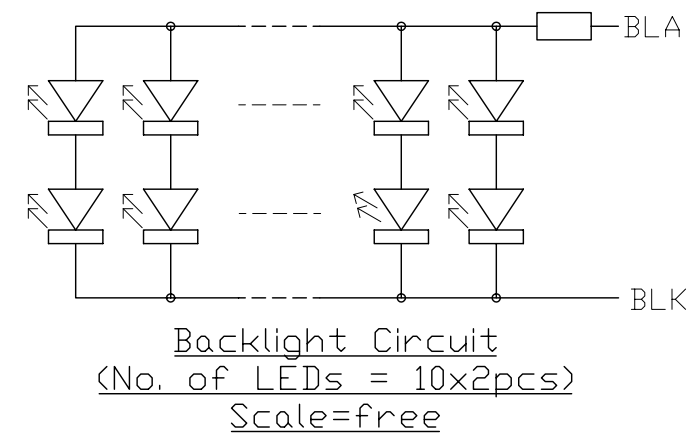 BLA
BLK
Backlight Circuit
(No. of LEDs = 10x2pcs)
Scale=free